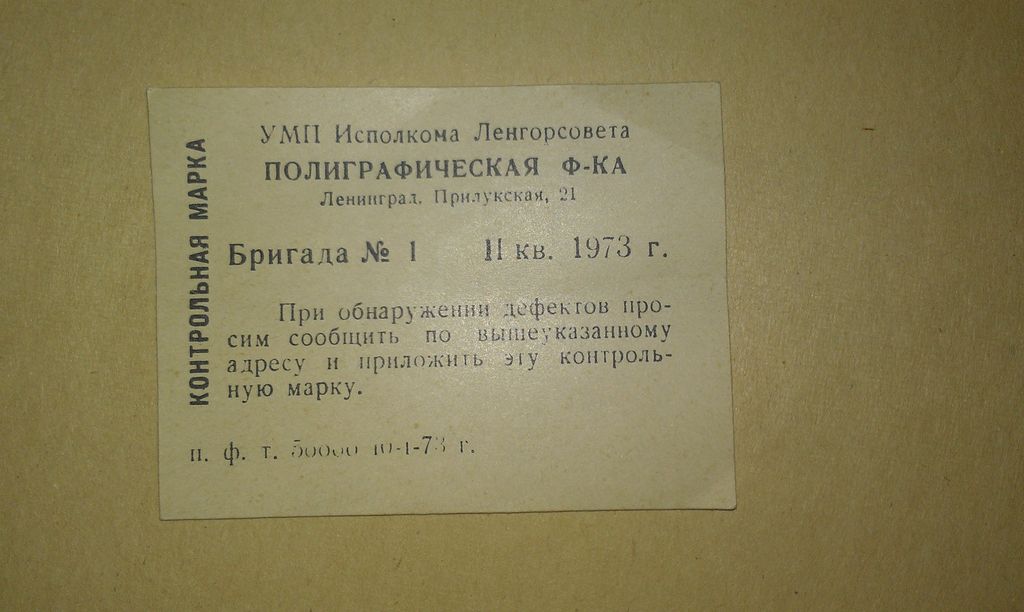 КОНТРОЛЬНАЯ МАРКА
УМП Исполкома Ленгорсовета
ПОЛИГРАФИЧЕСКАЯ Ф-КА
Ленинград, Прилукская, 21
Бригада № 1 II кв. 1973 г.
При обнаружении дефектов про-
сим сообщить по вышеуказанному
адресу и приложить эту контроль-
ную марку.
п. ф. т. 50000 10-1-73 г.